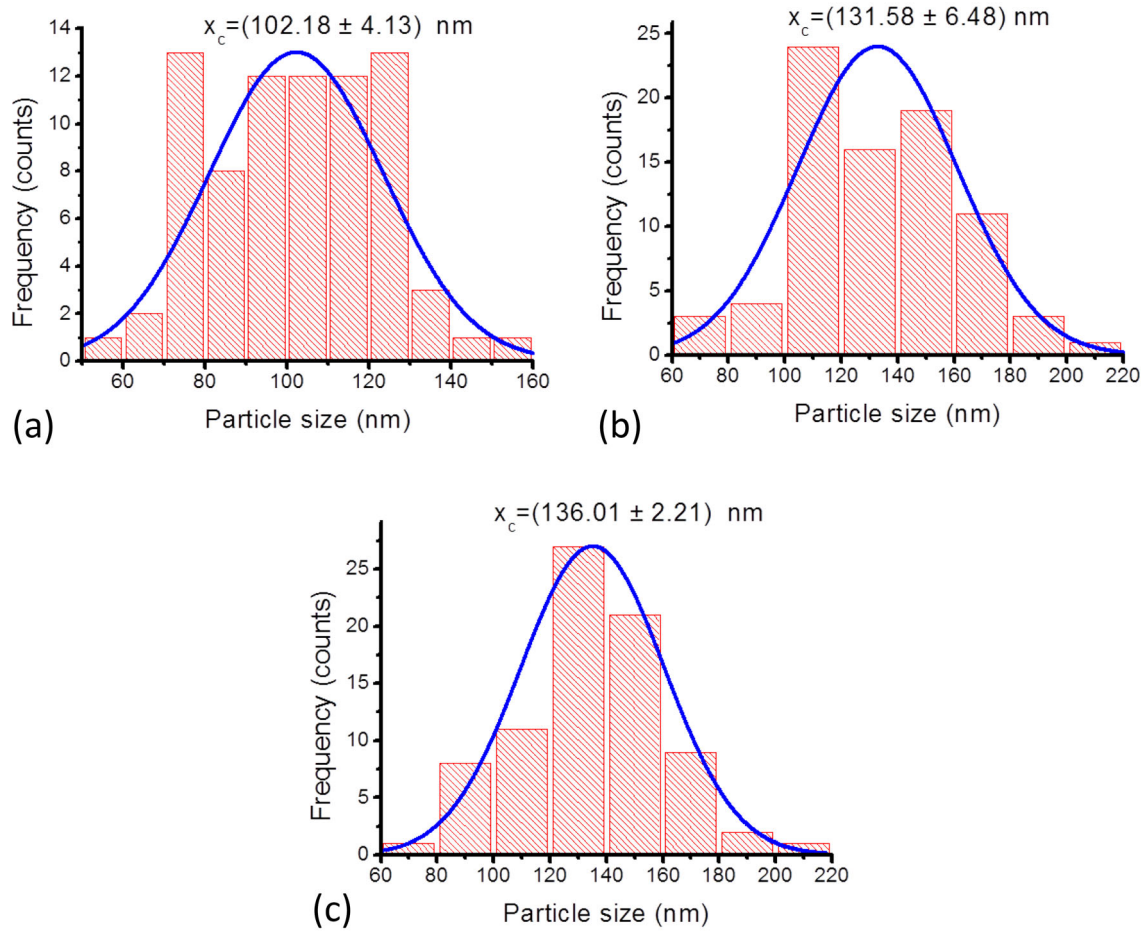 x_c=(102.18 ± 4.13) nm
14
12
10
8
6
4
2
0
Frequency (counts)
60 80 100 120 140 160
Particle size (nm)
(a)
x_c=(131.58 ± 6.48) nm
25
20
15
10
5
0
Frequency (counts)
60 80 100 120 140 160 180 200 220
Particle size (nm)
(b)
x_c=(136.01 ± 2.21) nm
25
20
15
10
5
0
Frequency (counts)
60 80 100 120 140 160 180 200 220
Particle size (nm)
(c)